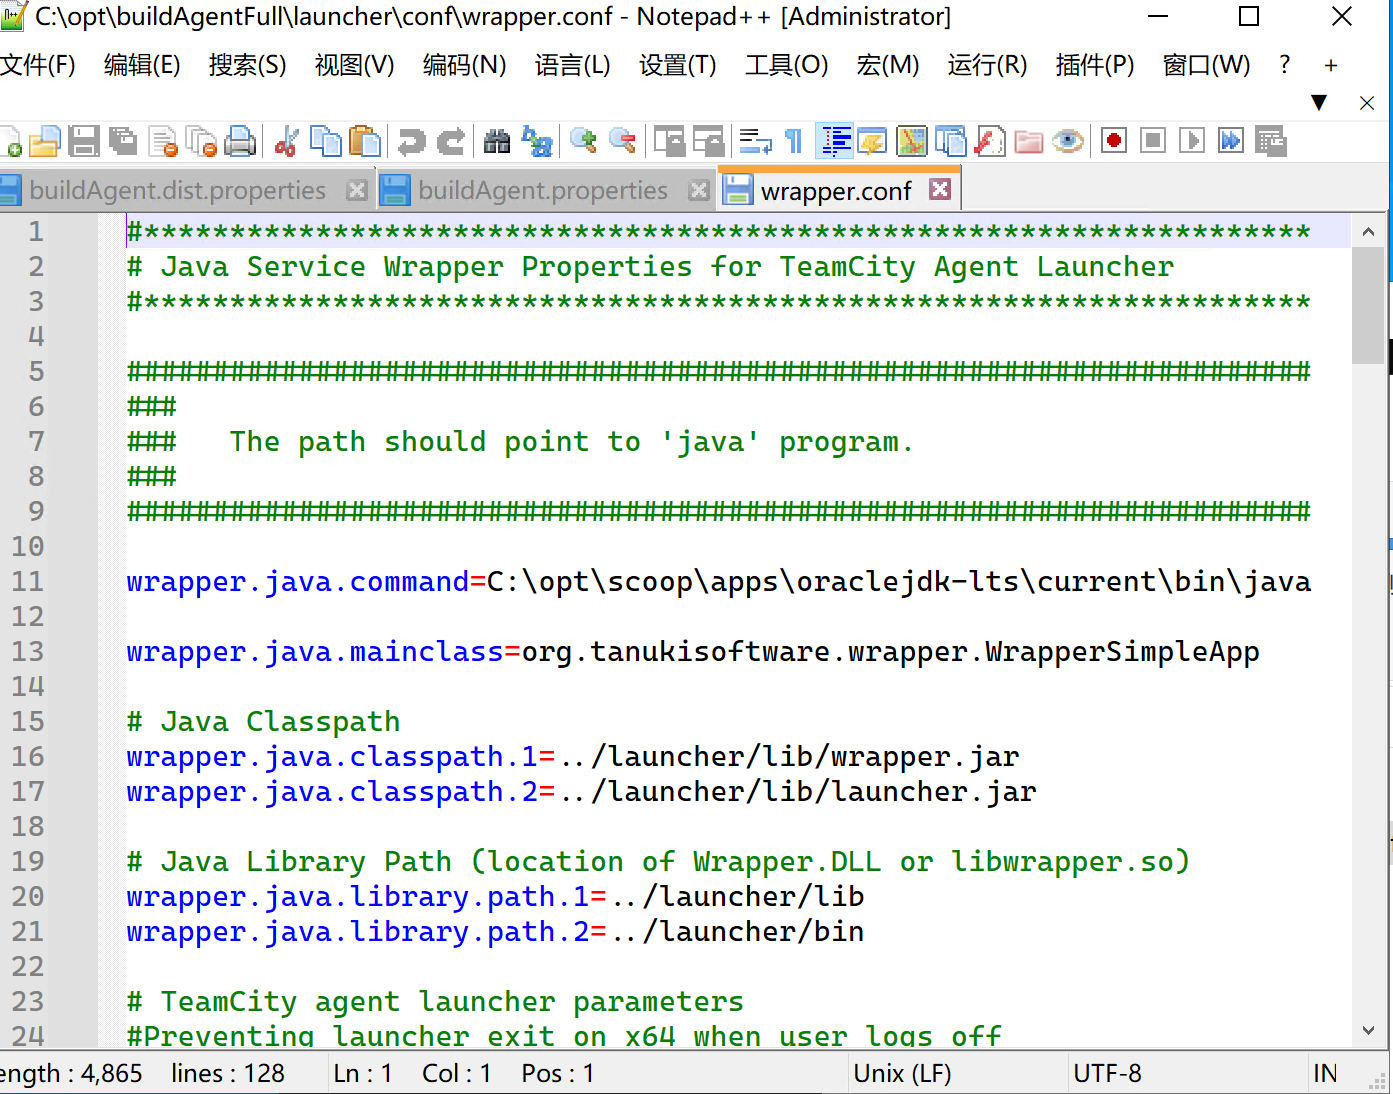 C:\opt\buildAgentFull\launcher\conf\wrapper.conf - Notepad++ [Administrator]
文件(F) 编辑(E) 搜索(S) 视图(V) 编码(N) 语言(L) 设置(T) 工具(O) 宏(M) 运行(R) 插件(P) 窗口(W) ? +
buildAgent.dist.properties buildAgent.properties wrapper.conf
1 #********************************************************************
2 # Java Service Wrapper Properties for TeamCity Agent Launcher
3 #********************************************************************
4
5 #####################################################################
6 ###
7 ###   The path should point to 'java' program.
8 ###
9 #####################################################################
10
11 wrapper.java.command=C:\opt\scoop\apps\oraclejdk-lts\current\bin\java
12
13 wrapper.java.mainclass=org.tanukisoftware.wrapper.WrapperSimpleApp
14
15 # Java Classpath
16 wrapper.java.classpath.1=../launcher/lib/wrapper.jar
17 wrapper.java.classpath.2=../launcher/lib/launcher.jar
18
19 # Java Library Path (location of Wrapper.DLL or libwrapper.so)
20 wrapper.java.library.path.1=../launcher/lib
21 wrapper.java.library.path.2=../launcher/bin
22
23 # TeamCity agent launcher parameters
24 #Preventing launcher exit on x64 when user logs off
ength : 4,865 lines : 128 Ln : 1 Col : 1 Pos : 1 Unix (LF) UTF-8 IN